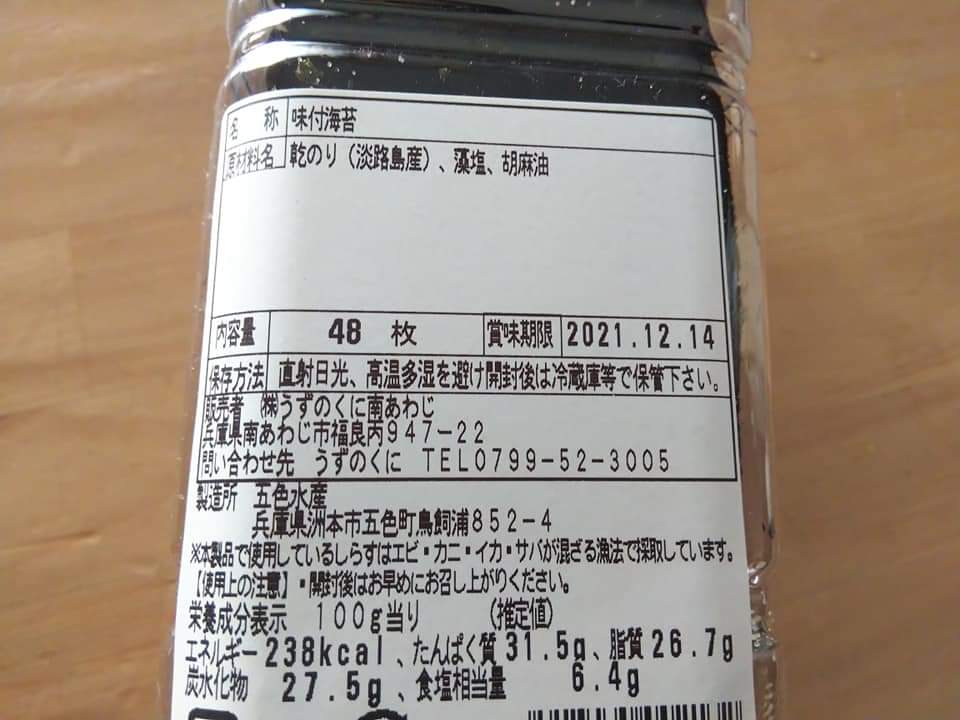 名 称 味付海苔
原材料名 乾のり（淡路島産）、藻塩、胡麻油
内容量 48 枚 賞味期限 2021.12.14
保存方法 直射日光、高温多湿を避け開封後は冷蔵庫等で保管下さい。
販売者 ㈱うずのくに南あわじ
兵庫県南あわじ市福良丙９４７－２２
問い合わせ先 うずのくに ＴＥＬ０７９９－５２－３００５
製造所 五色水産
兵庫県洲本市五色町鳥飼浦８５２－４
※本製品で使用しているしらすはエビ・カニ・イカ・サバが混ざる漁法で採取しています。
【使用上の注意】・開封後はお早めにお召し上がりください。
栄養成分表示 １００ｇ当り （推定値）
エネルギー 238kcal、たんぱく質 31.5g、脂質 26.7g
炭水化物 27.5g、食塩相当量 6.4g